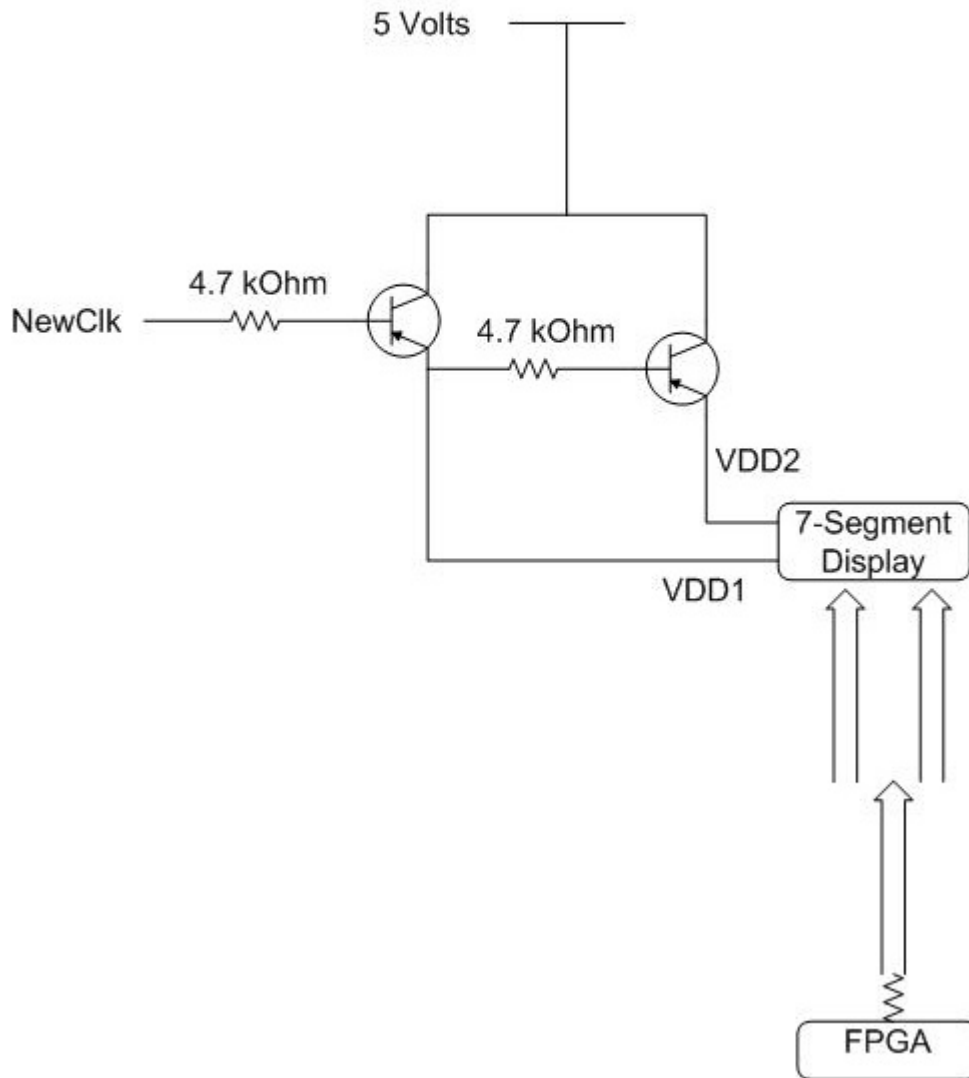 5 Volts
4.7 kOhm
NewClk
4.7 kOhm
VDD2
7-Segment
Display
VDD1
FPGA